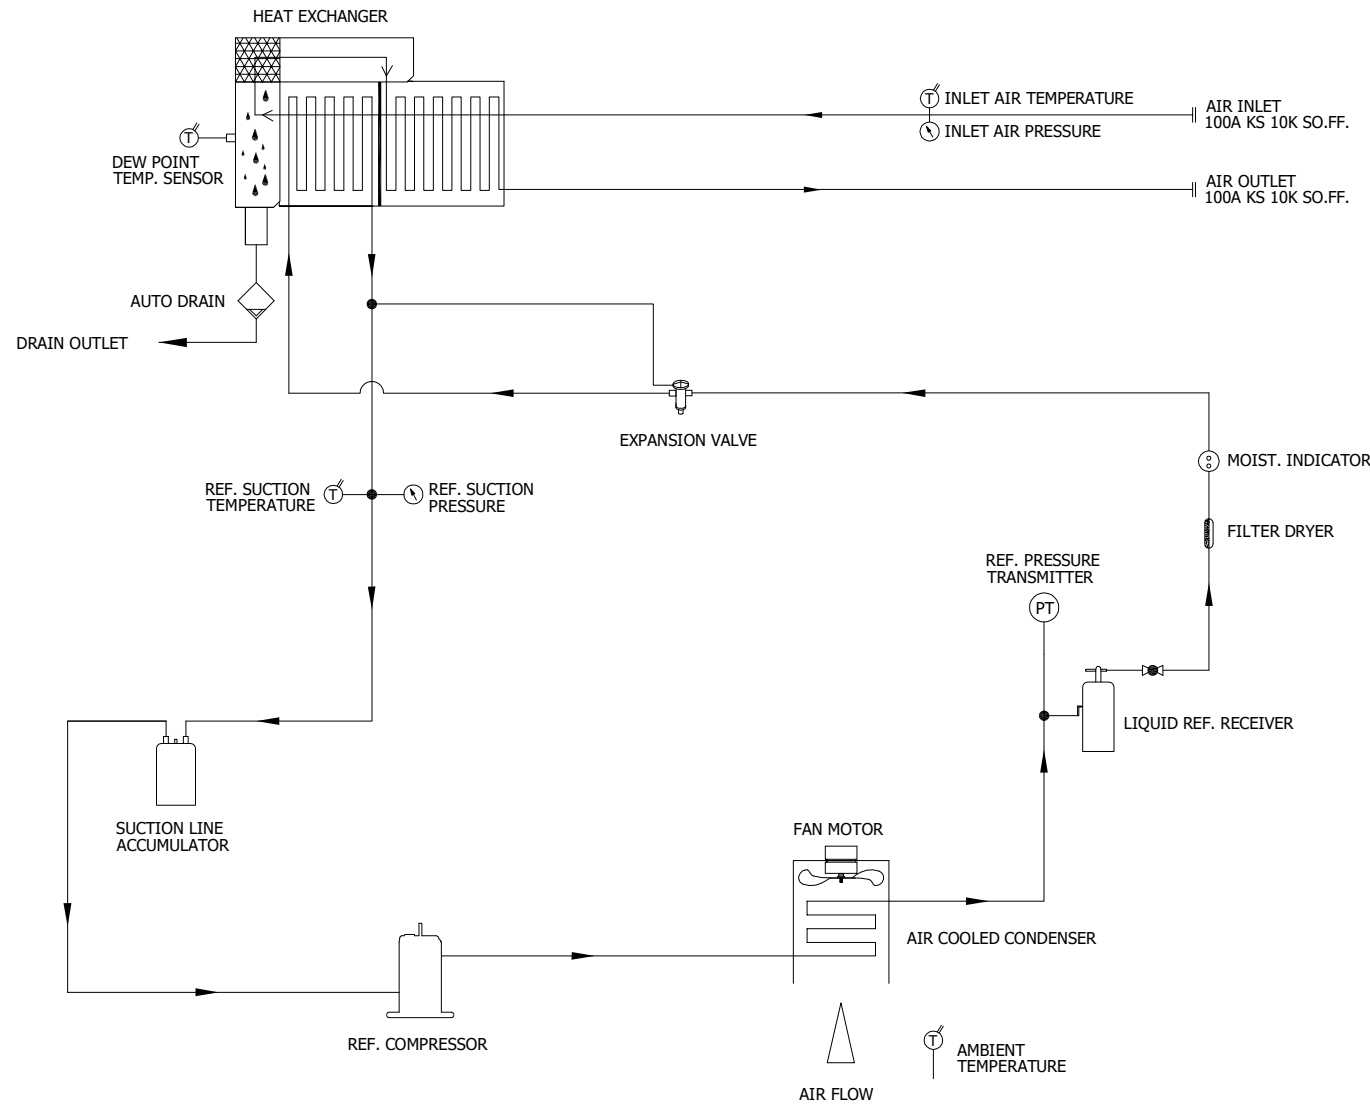 HEAT EXCHANGER
T
INLET AIR TEMPERATURE
INLET AIR PRESSURE
AIR INLET
100A KS 10K SO.FF.
T
DEW POINT
TEMP. SENSOR
AIR OUTLET
100A KS 10K SO.FF.
AUTO DRAIN
DRAIN OUTLET
EXPANSION VALVE
MOIST. INDICATOR
REF. SUCTION
TEMPERATURE
T
REF. SUCTION
PRESSURE
FILTER DRYER
REF. PRESSURE
TRANSMITTER
PT
LIQUID REF. RECEIVER
SUCTION LINE
ACCUMULATOR
FAN MOTOR
AIR COOLED CONDENSER
REF. COMPRESSOR
T
AMBIENT
TEMPERATURE
AIR FLOW